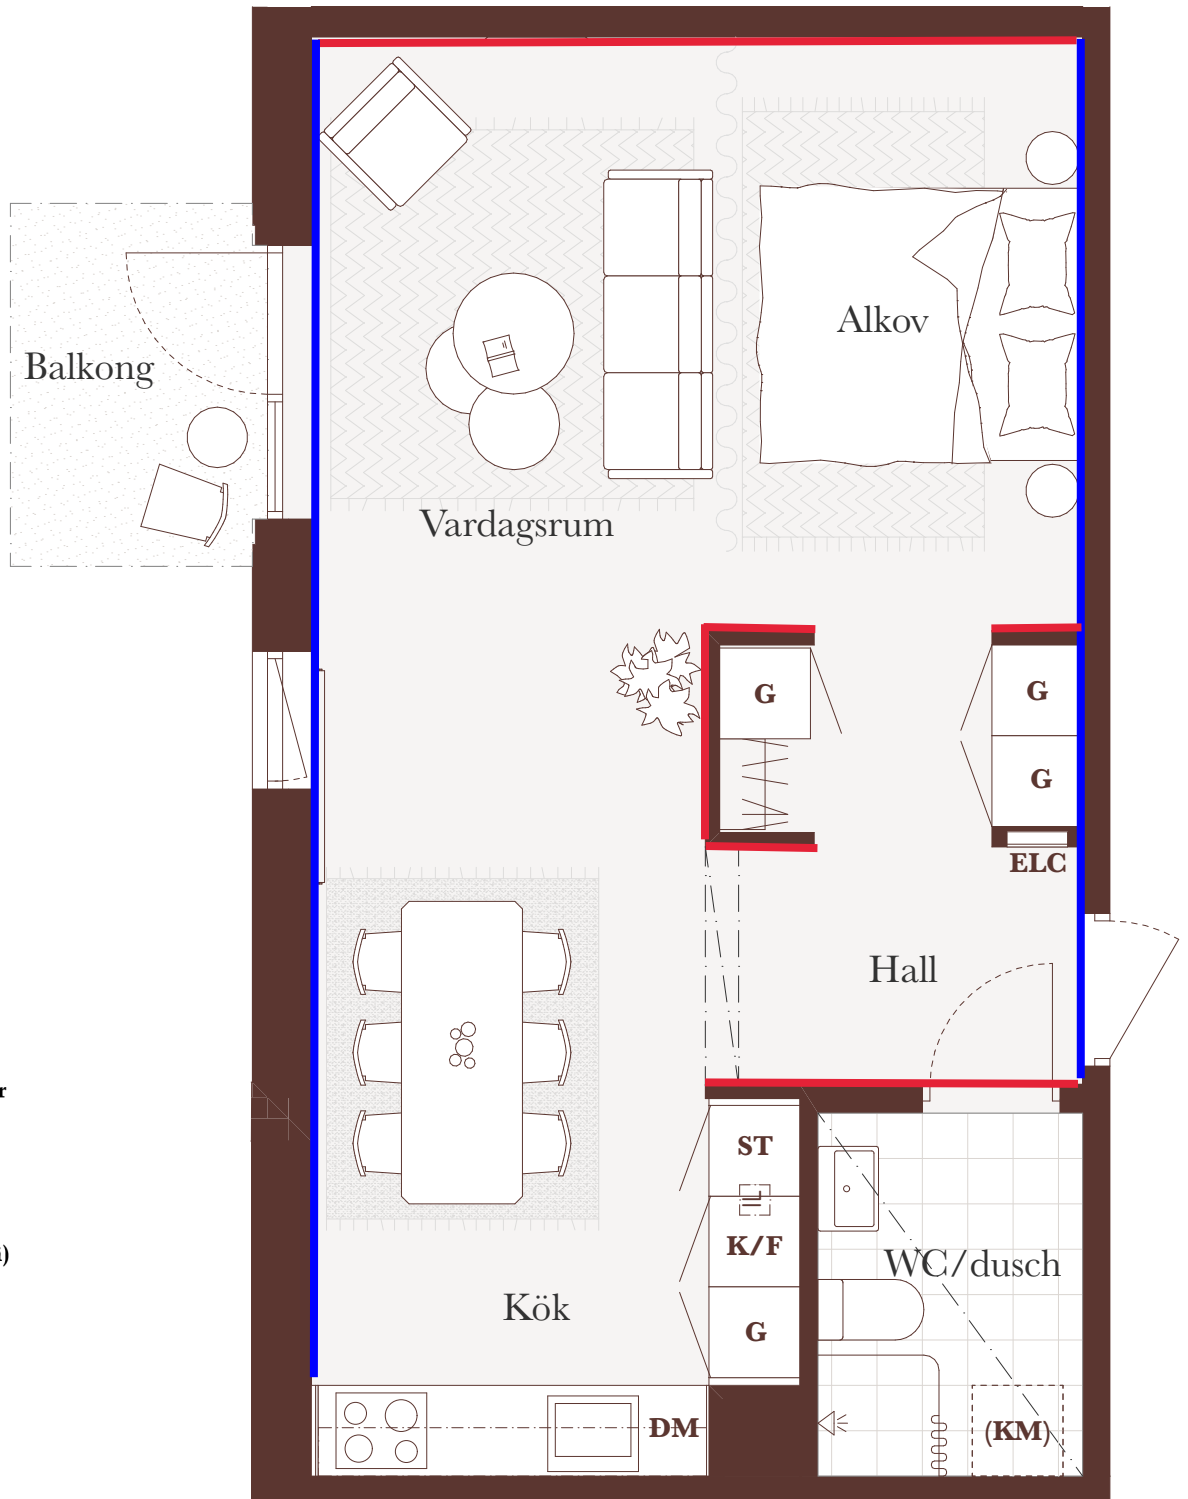 Alkov
Balkong
Vardagsrum
G
G
G
ELC
Hall
r
ST
K/F
WC/dusch
)
Kök
G
DM
(KM)